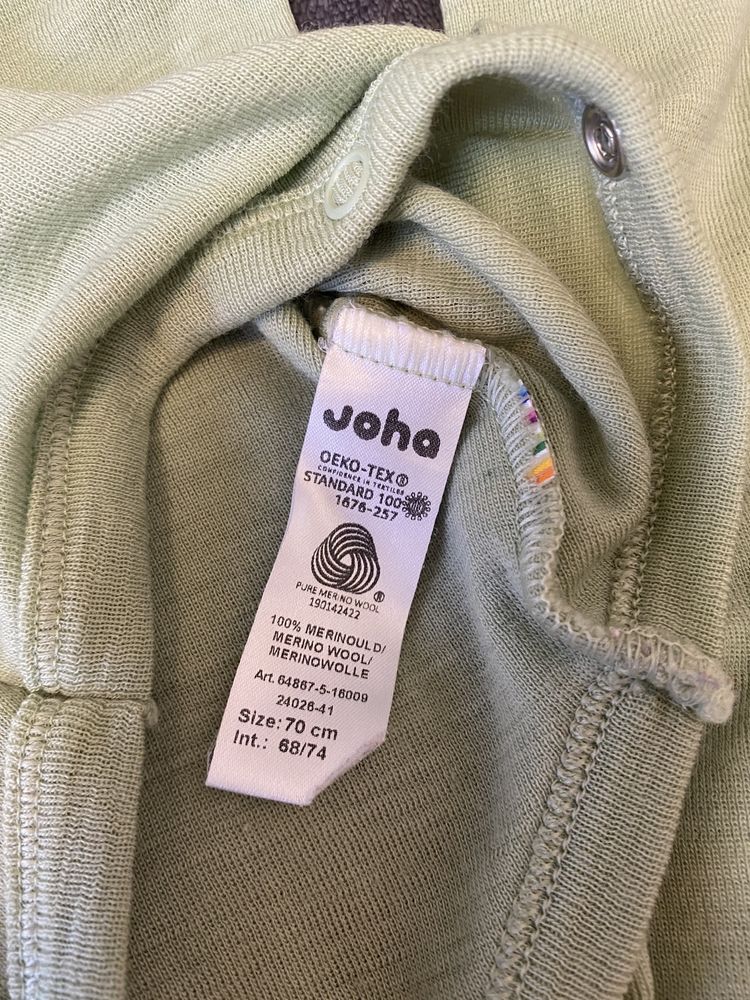 Joha
OEKO-TEX®
CONFIDENCE IN TEXTILES
STANDARD 100
1676-257
PURE MERINO WOOL
®
190142422
100% MERINOULD/
MERINO WOOL/
MERINOWOLLE
Art. 64867-5-16009
24026-41
Size: 70 cm
Int.: 68/74